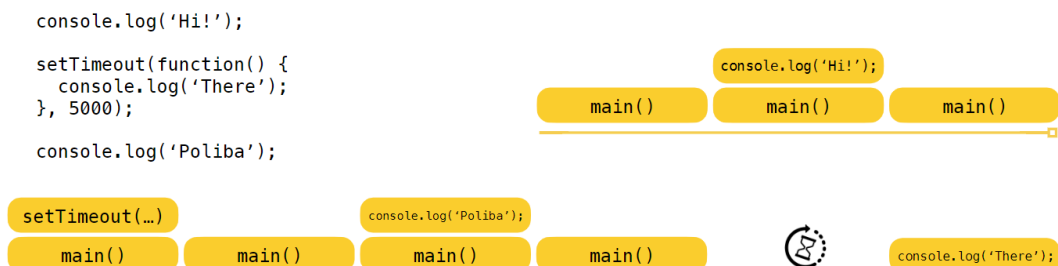 console.log(‘Hi!’);
setTimeout(function() {
  console.log(‘There’);
}, 5000);
console.log(‘Poliba’);
console.log(‘Hi!’);
main() main() main()
setTimeout(…) console.log(‘Poliba’);
main() main() main() main() console.log(‘There’);